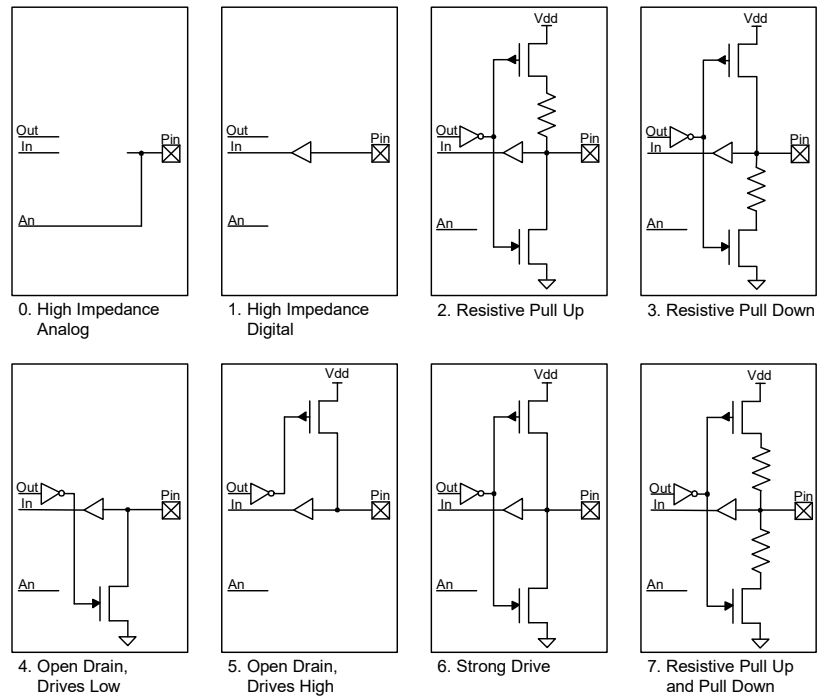 Out
In
Pin
An
0. High Impedance
Analog
Out
In
Pin
An
1. High Impedance
Digital
Vdd
Out
In
Pin
An
2. Resistive Pull Up
Vdd
Out
In
Pin
An
3. Resistive Pull Down
Out
In
Pin
An
4. Open Drain,
Drives Low
Vdd
Out
In
Pin
An
5. Open Drain,
Drives High
Vdd
Out
In
Pin
An
6. Strong Drive
Vdd
Out
In
Pin
An
7. Resistive Pull Up
and Pull Down